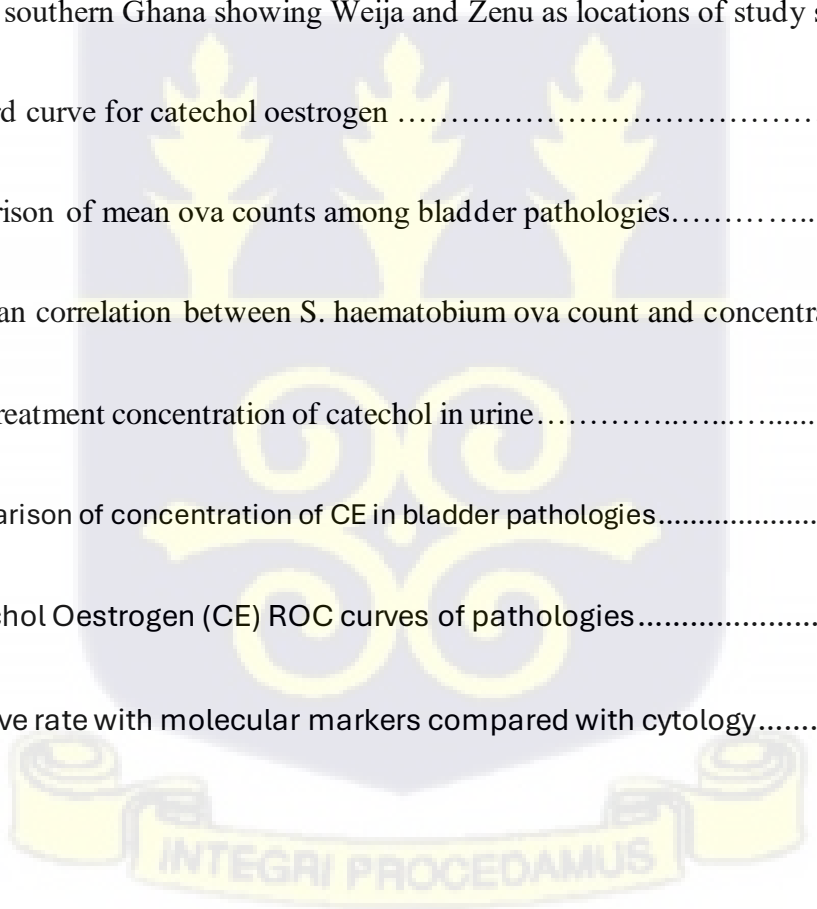 southern Ghana showing Weija and Zenu as locations of study
rd curve for catechol oestrogen ……………………………………
rison of mean ova counts among bladder pathologies…………..
an correlation between S. haematobium ova count and concentra
reatment concentration of catechol in urine…………..…..…......
arison of concentration of CE in bladder pathologies....................
chol Oestrogen (CE) ROC curves of pathologies......................
ve rate with molecular markers compared with cytology.......
INTEGRI PROCEDAMUS